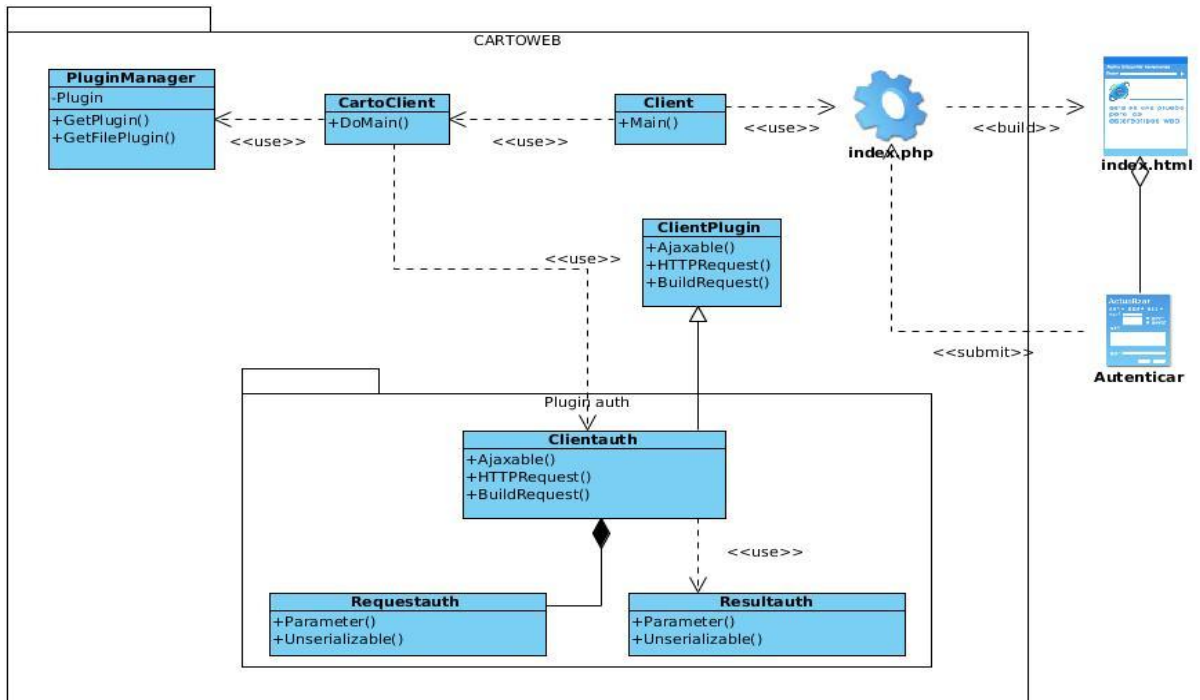 CARTOWEB
PluginManager
-Plugin
+GetPlugin()
+GetFilePlugin()
<<use>>
CartoClient
+DoMain()
<<use>>
Client
+Main()
<<use>>
index.php
<<build>>
index.html
<<use>>
ClientPlugin
+Ajaxable()
+HTTPRequest()
+BuildRequest()
Actualizar
<<submit>>
Autenticar
Plugin auth
Clientauth
+Ajaxable()
+HTTPRequest()
+BuildRequest()
<<use>>
Requestauth
+Parameter()
+Unserializable()
Resultauth
+Parameter()
+Unserializable()